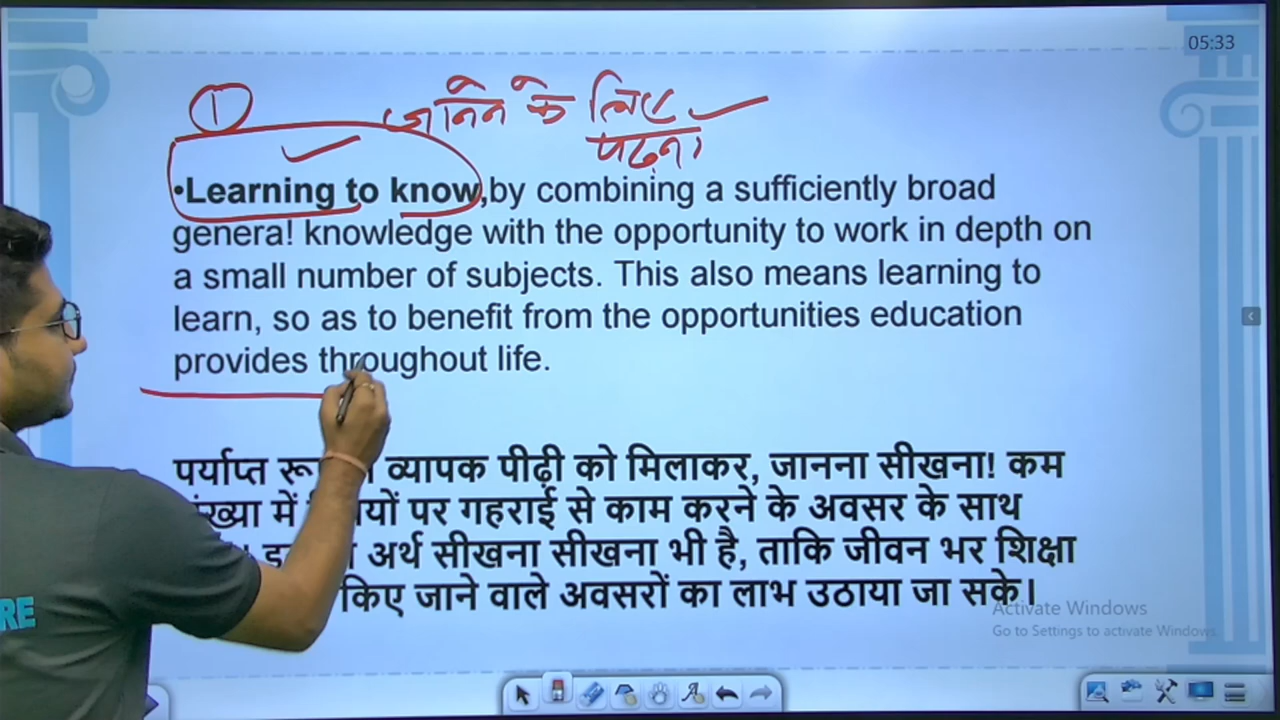 05:33
①
जानने के लिए
पढ़ना
•Learning to know,by combining a sufficiently broad
genera! knowledge with the opportunity to work in depth on
a small number of subjects. This also means learning to
learn, so as to benefit from the opportunities education
provides throughout life.
पर्याप्त व्यापक पीढ़ी को मिलाकर, जानना सीखना! कम
में पर गहराई से काम करने के अवसर के साथ
अर्थ सीखना सीखना भी है, ताकि जीवन भर शिक्षा
किए जाने वाले अवसरों का लाभ उठाया जा सके।
Activate Windows
Go to Settings to activate Windows.
RE